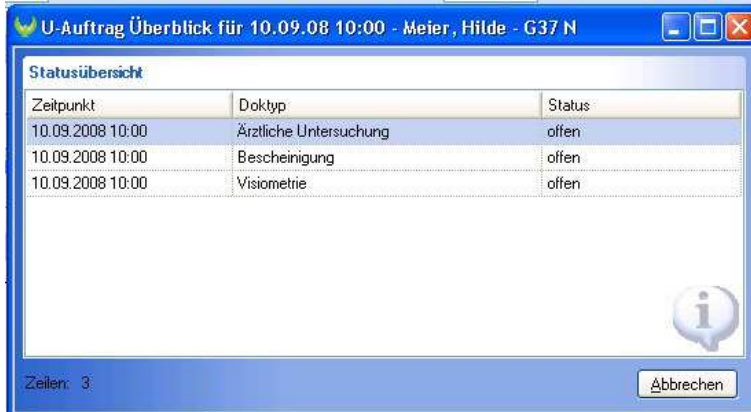 U-Auftrag Überblick für 10.09.08 10:00 - Meier, Hilde - G37 N
Statusübersicht
Zeitpunkt Doktyp Status
10.09.2008 10:00 Ärztliche Untersuchung offen
10.09.2008 10:00 Bescheinigung offen
10.09.2008 10:00 Visiometrie offen
Zeilen: 3 Abbrechen